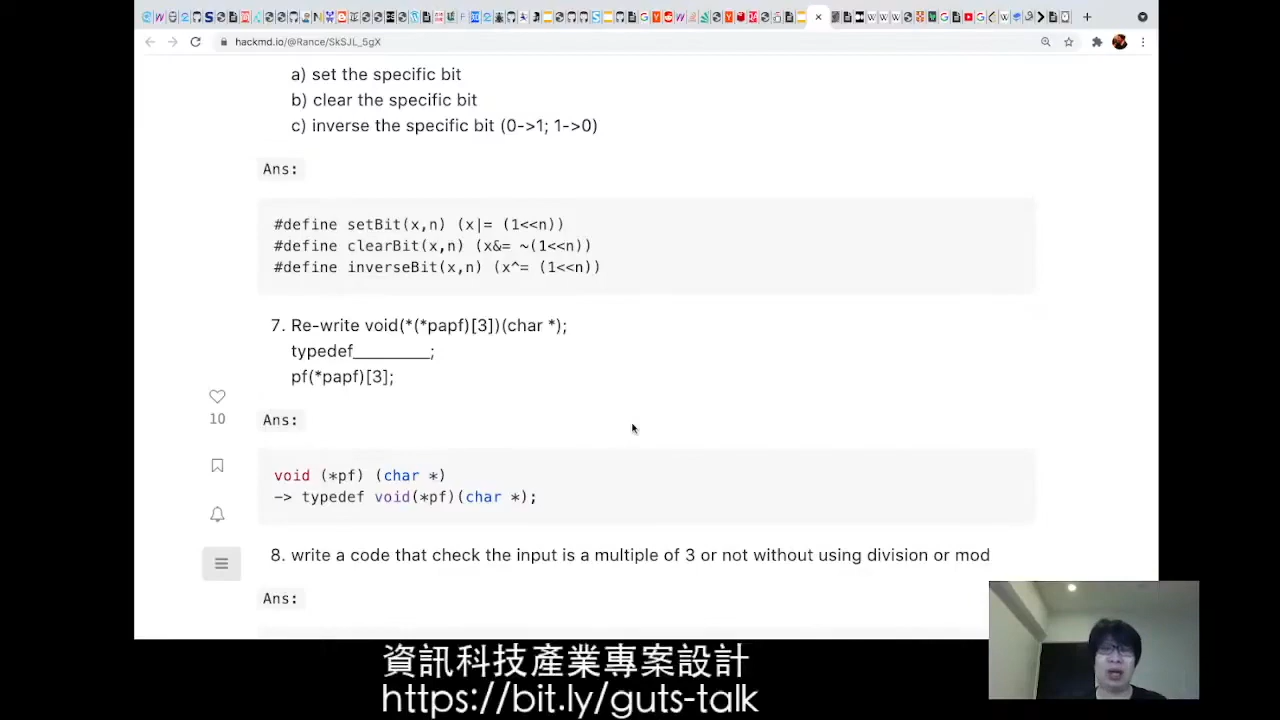 hackmd.io/@Rance/SkSJL_5gX
a) set the specific bit
b) clear the specific bit
c) inverse the specific bit (0->1; 1->0)
Ans:
#define setBit(x,n) (x|= (1<<n))
#define clearBit(x,n) (x&= ~(1<<n))
#define inverseBit(x,n) (x^= (1<<n))
7. Re-write void(*(*papf)[3])(char *);
typedef_________;
pf(*papf)[3];
10
Ans:
void (*pf) (char *)
-> typedef void(*pf)(char *);
8. write a code that check the input is a multiple of 3 or not without using division or mod
Ans:
資訊科技產業專案設計
https://bit.ly/guts-talk